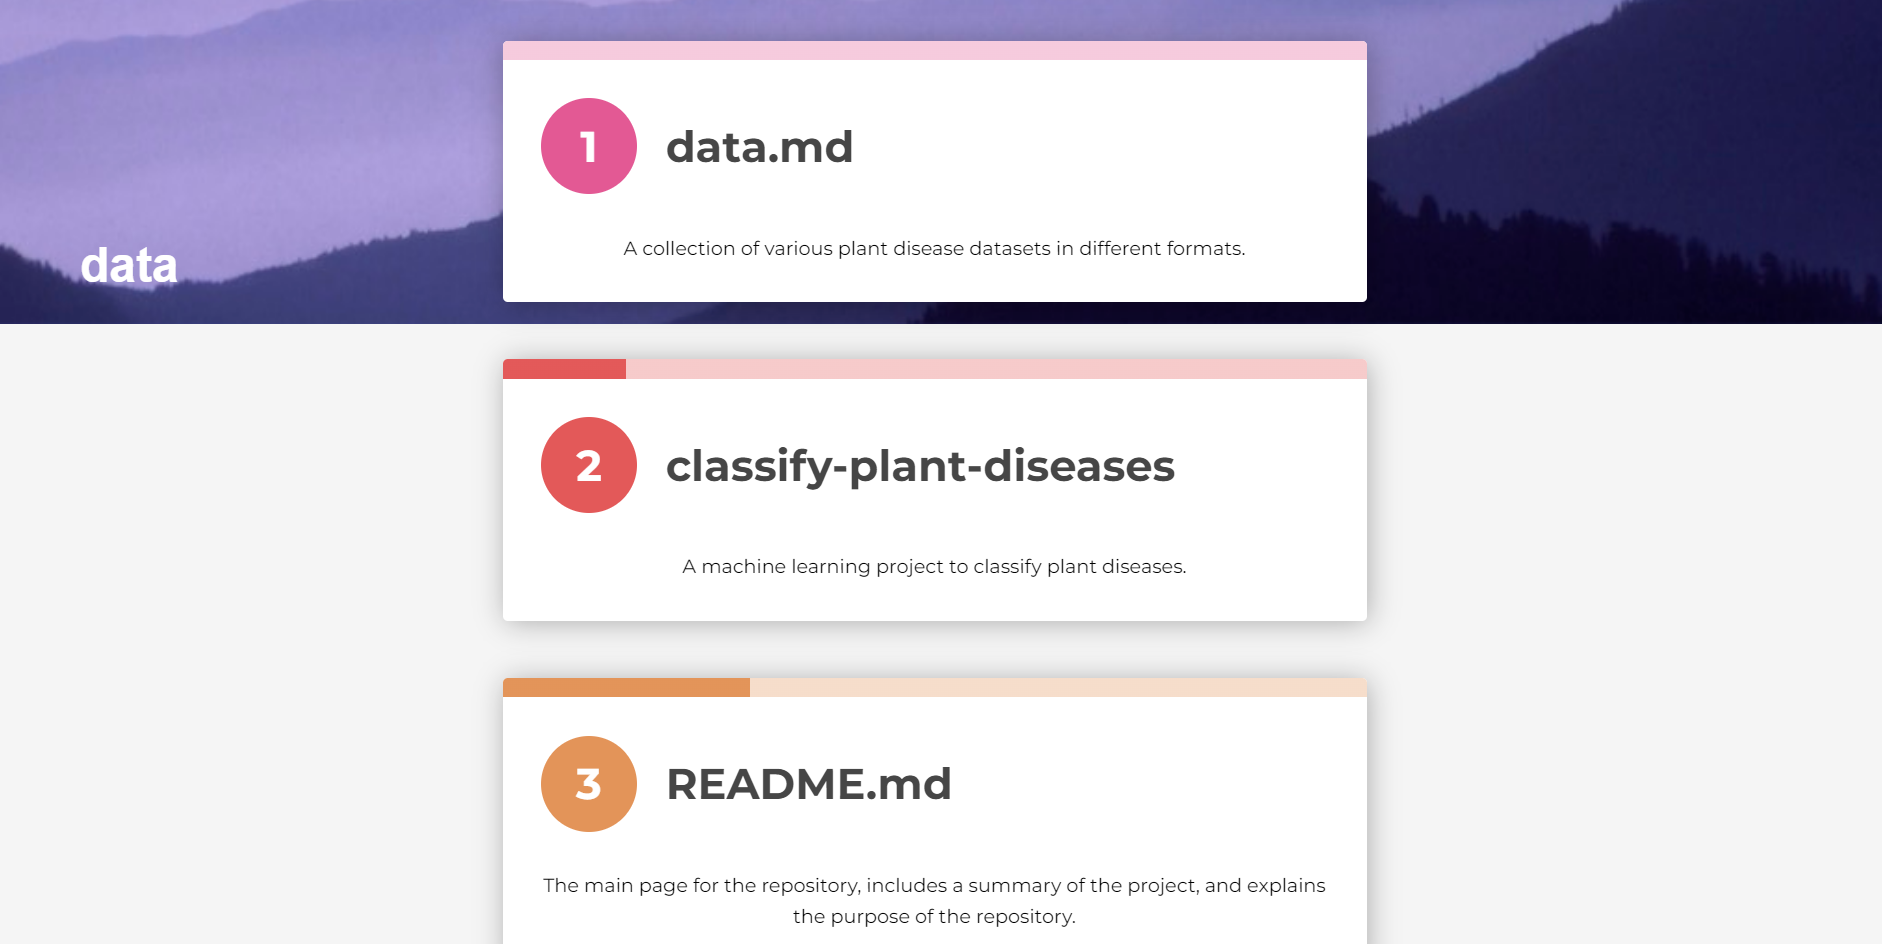 data
1
data.md
A collection of various plant disease datasets in different formats.
2
classify-plant-diseases
A machine learning project to classify plant diseases.
3
README.md
The main page for the repository, includes a summary of the project, and explains
the purpose of the repository.